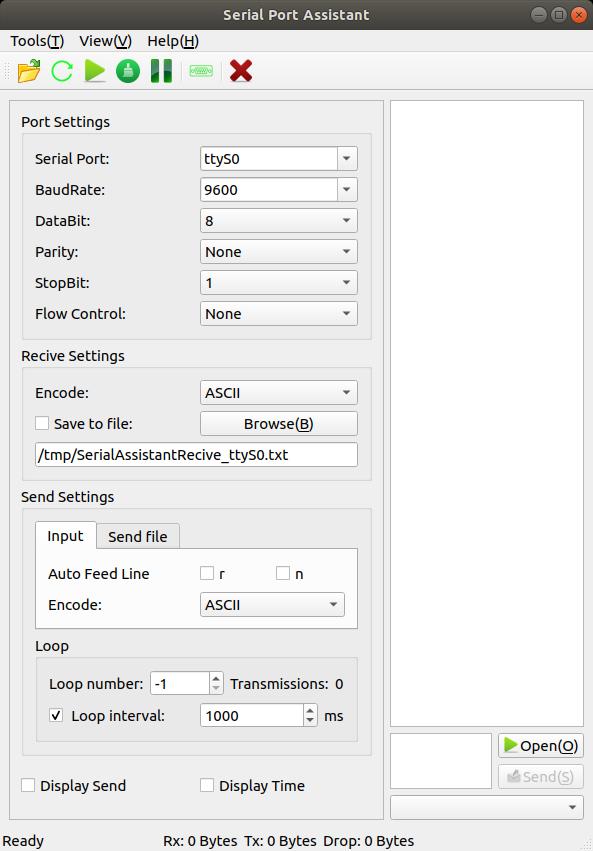 Serial Port Assistant
Tools(T) View(V) Help(H)
Port Settings
Serial Port: ttyS0
BaudRate: 9600
DataBit: 8
Parity: None
StopBit: 1
Flow Control: None
Recive Settings
Encode: ASCII
Save to file: Browse(B)
/tmp/SerialAssistantRecive_ttyS0.txt
Send Settings
Input Send file
Auto Feed Line r n
Encode: ASCII
Loop
Loop number: -1 Transmissions: 0
Loop interval: 1000 ms
Open(O)
Send(S)
Display Send Display Time
Ready Rx: 0 Bytes Tx: 0 Bytes Drop: 0 Bytes